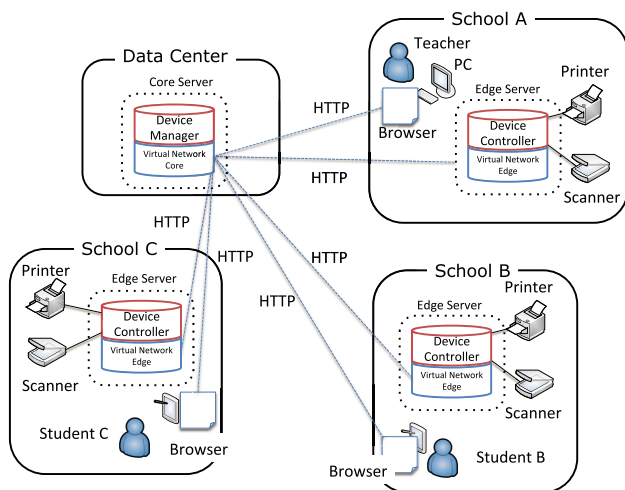 School A
Teacher
PC
Printer
Edge Server
Browser
Device
Controller
Virtual Network
Edge
Scanner
Data Center
Core Server
Device
Manager
Virtual Network
Core
HTTP
HTTP
HTTP
HTTP
HTTP
HTTP
School C
Printer
Edge Server
Device
Controller
Virtual Network
Edge
Scanner
Student C
Browser
School B
Printer
Edge Server
Device
Controller
Virtual Network
Edge
Scanner
Browser
Student B